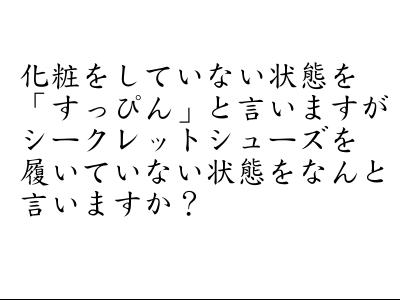 化粧をしていない状態を
「すっぴん」と言いますが
シークレットシューズを
履いていない状態をなんと
言いますか？